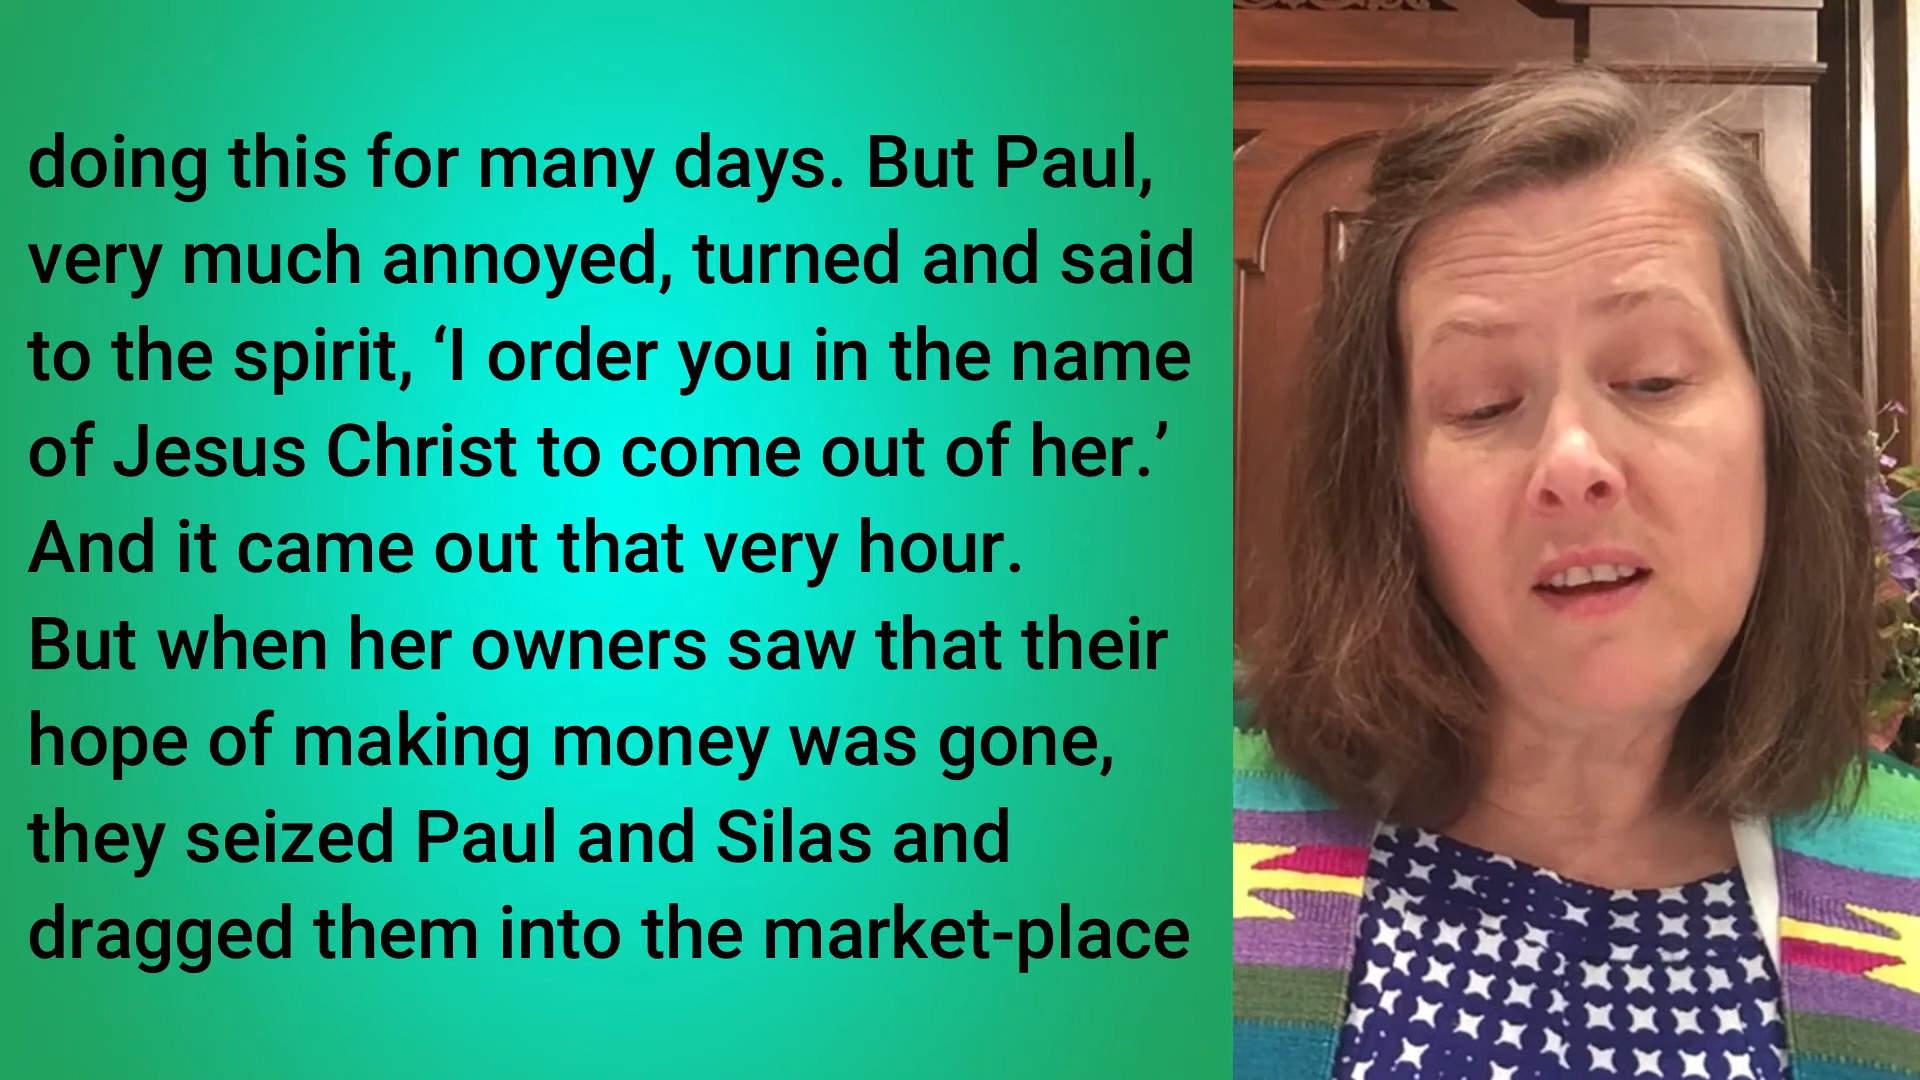 doing this for many days. But Paul,
very much annoyed, turned and said
to the spirit, ‘I order you in the name
of Jesus Christ to come out of her.’
And it came out that very hour.
But when her owners saw that their
hope of making money was gone,
they seized Paul and Silas and
dragged them into the market-place